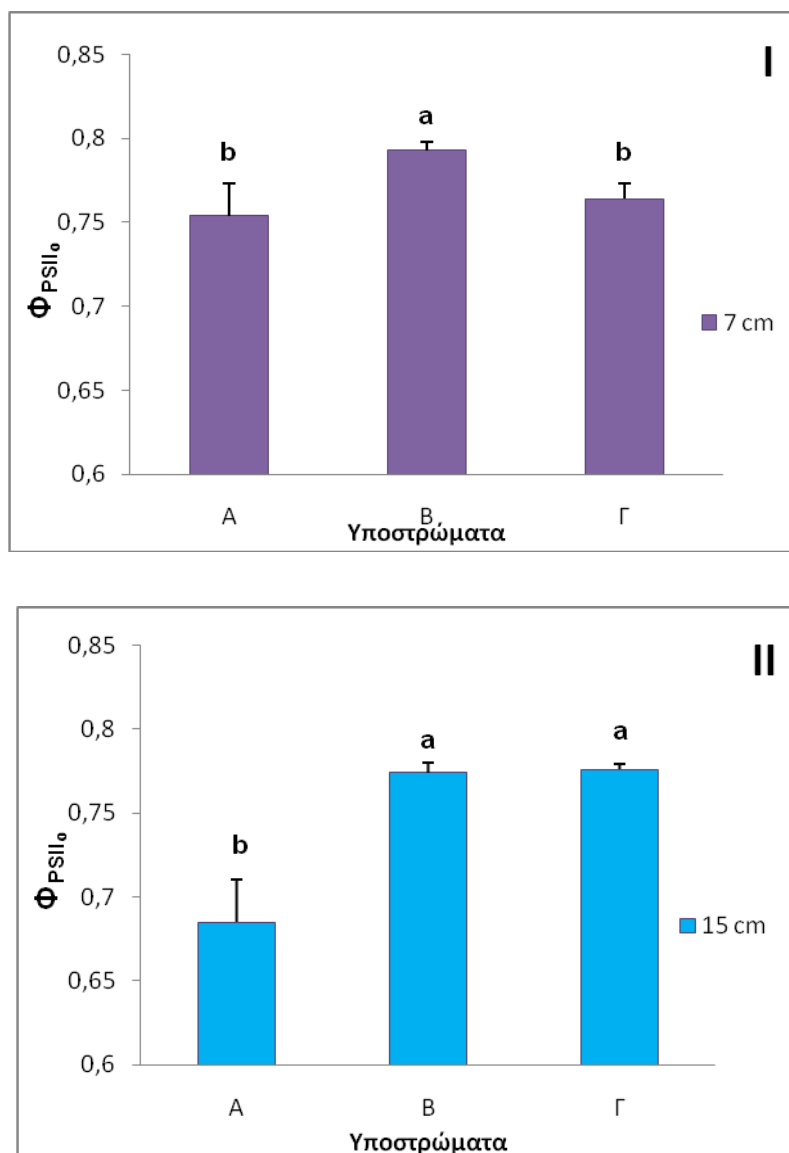 I
0,85
0,8
0,75
0,7
0,65
0,6
ΦPSIIo
b
a
b
7 cm
Α
Β
Γ
Υποστρώματα
II
0,85
0,8
0,75
0,7
0,65
0,6
ΦPSIIo
b
a
a
15 cm
Α
Β
Γ
Υποστρώματα